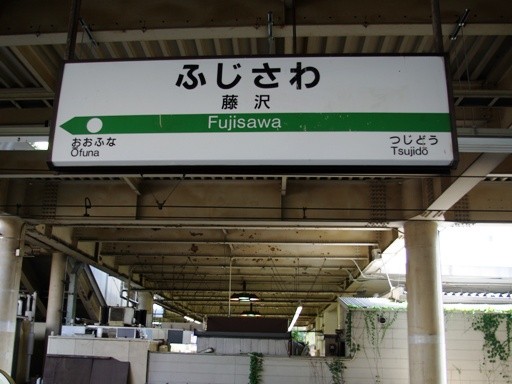 ふじさわ
藤沢
Fujisawa
おおふな
Ōfuna
つじどう
Tsujidō